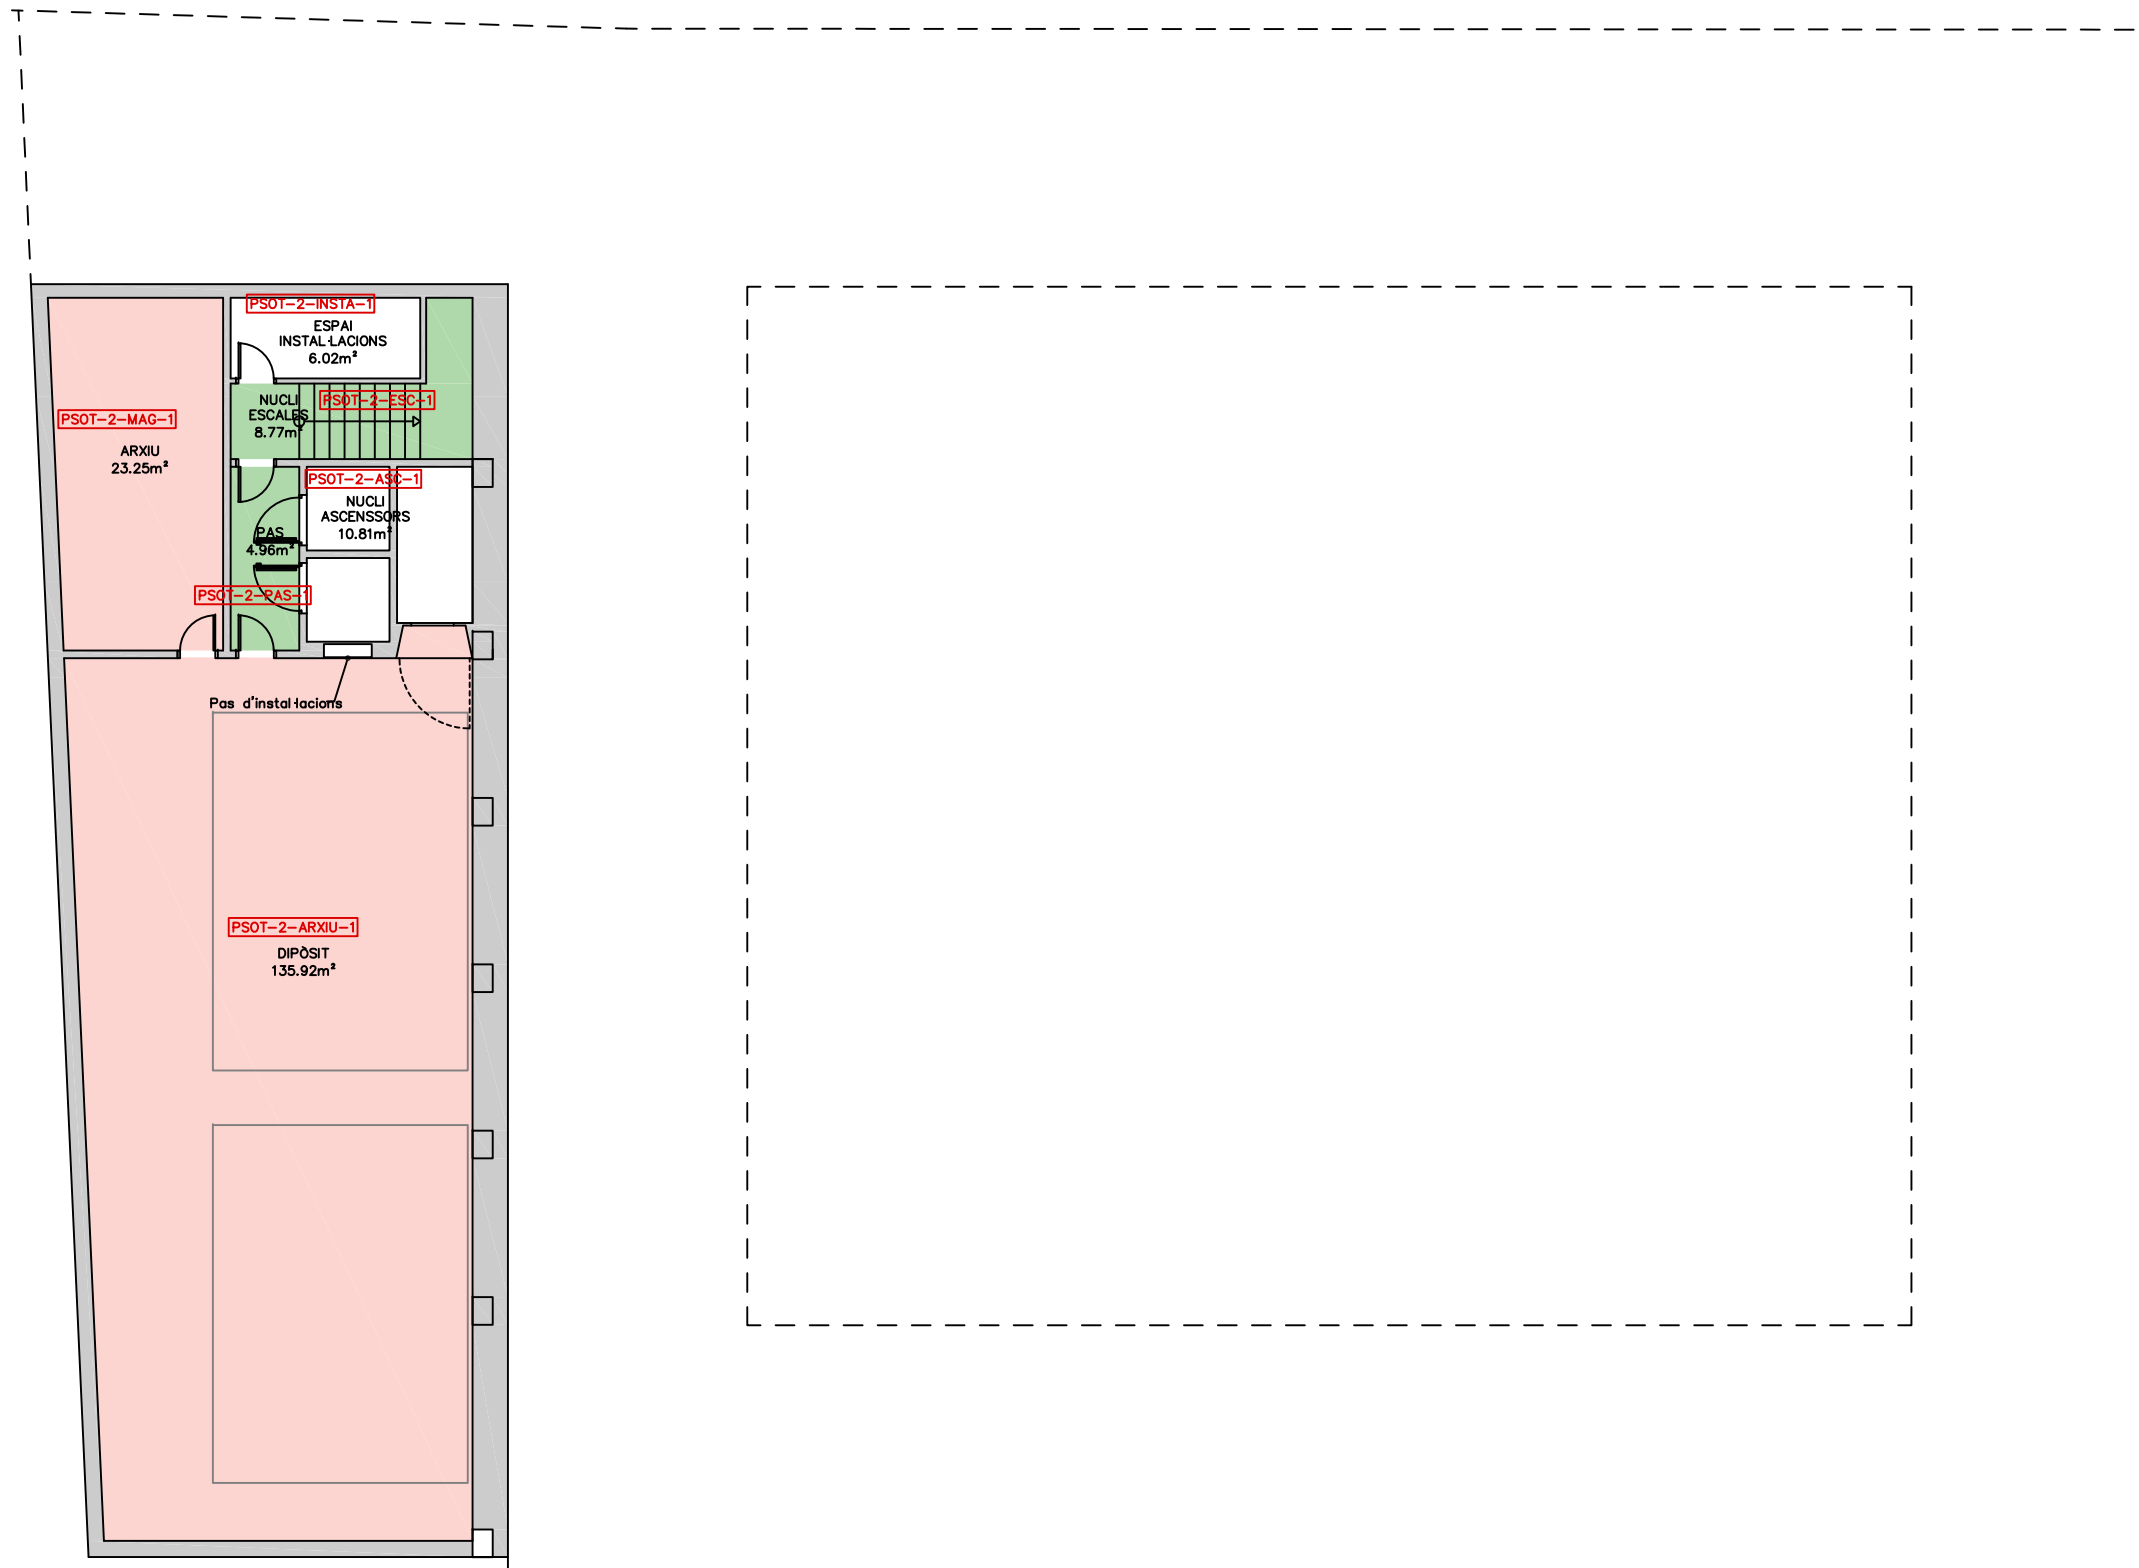 PSOT-2-INSTA-1
ESPAI
INSTAL·LACIONS
6.02m²
PSOT-2-ESC-1
NUCLI
ESCALES
8.77m²
PSOT-2-MAG-1
ARXIU
23.25m²
PSOT-2-ASC-1
NUCLI
ASCENSSORS
10.81m²
PAS
4.96m²
PSOT-2-PAS-1
Pas d'instal·lacions
PSOT-2-ARXIU-1
DIPÒSIT
135.92m²